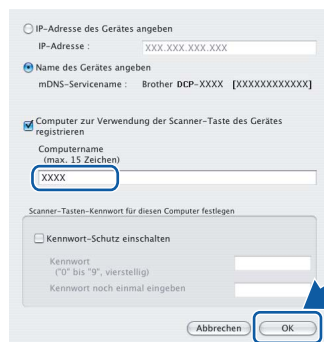 IP-Adresse des Gerätes angeben
IP-Adresse : XXX.XXX.XXX.XXX
Name des Gerätes angeben
mDNS-Servicename : Brother DCP-XXXX [XXXXXXXXXXXX]
Computer zur Verwendung der Scanner-Taste des Gerätes
registrieren
Computername
(max. 15 Zeichen)
XXXX
Scanner-Tasten-Kennwort für diesen Computer festlegen
Kennwort-Schutz einschalten
Kennwort
("0" bis "9", vierstellig)
Kennwort noch einmal eingeben
Abbrechen OK